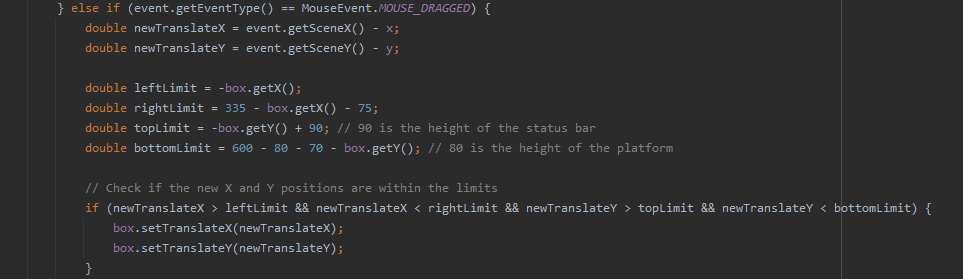 } else if (event.getEventType() == MouseEvent.MOUSE_DRAGGED) {
double newTranslateX = event.getSceneX() - x;
double newTranslateY = event.getSceneY() - y;
double leftLimit = -box.getX();
double rightLimit = 335 - box.getX() - 75;
double topLimit = -box.getY() + 90; // 90 is the height of the status bar
double bottomLimit = 600 - 80 - 70 - box.getY(); // 80 is the height of the platform
// Check if the new X and Y positions are within the limits
if (newTranslateX > leftLimit && newTranslateX < rightLimit && newTranslateY > topLimit && newTranslateY < bottomLimit) {
box.setTranslateX(newTranslateX);
box.setTranslateY(newTranslateY);
}